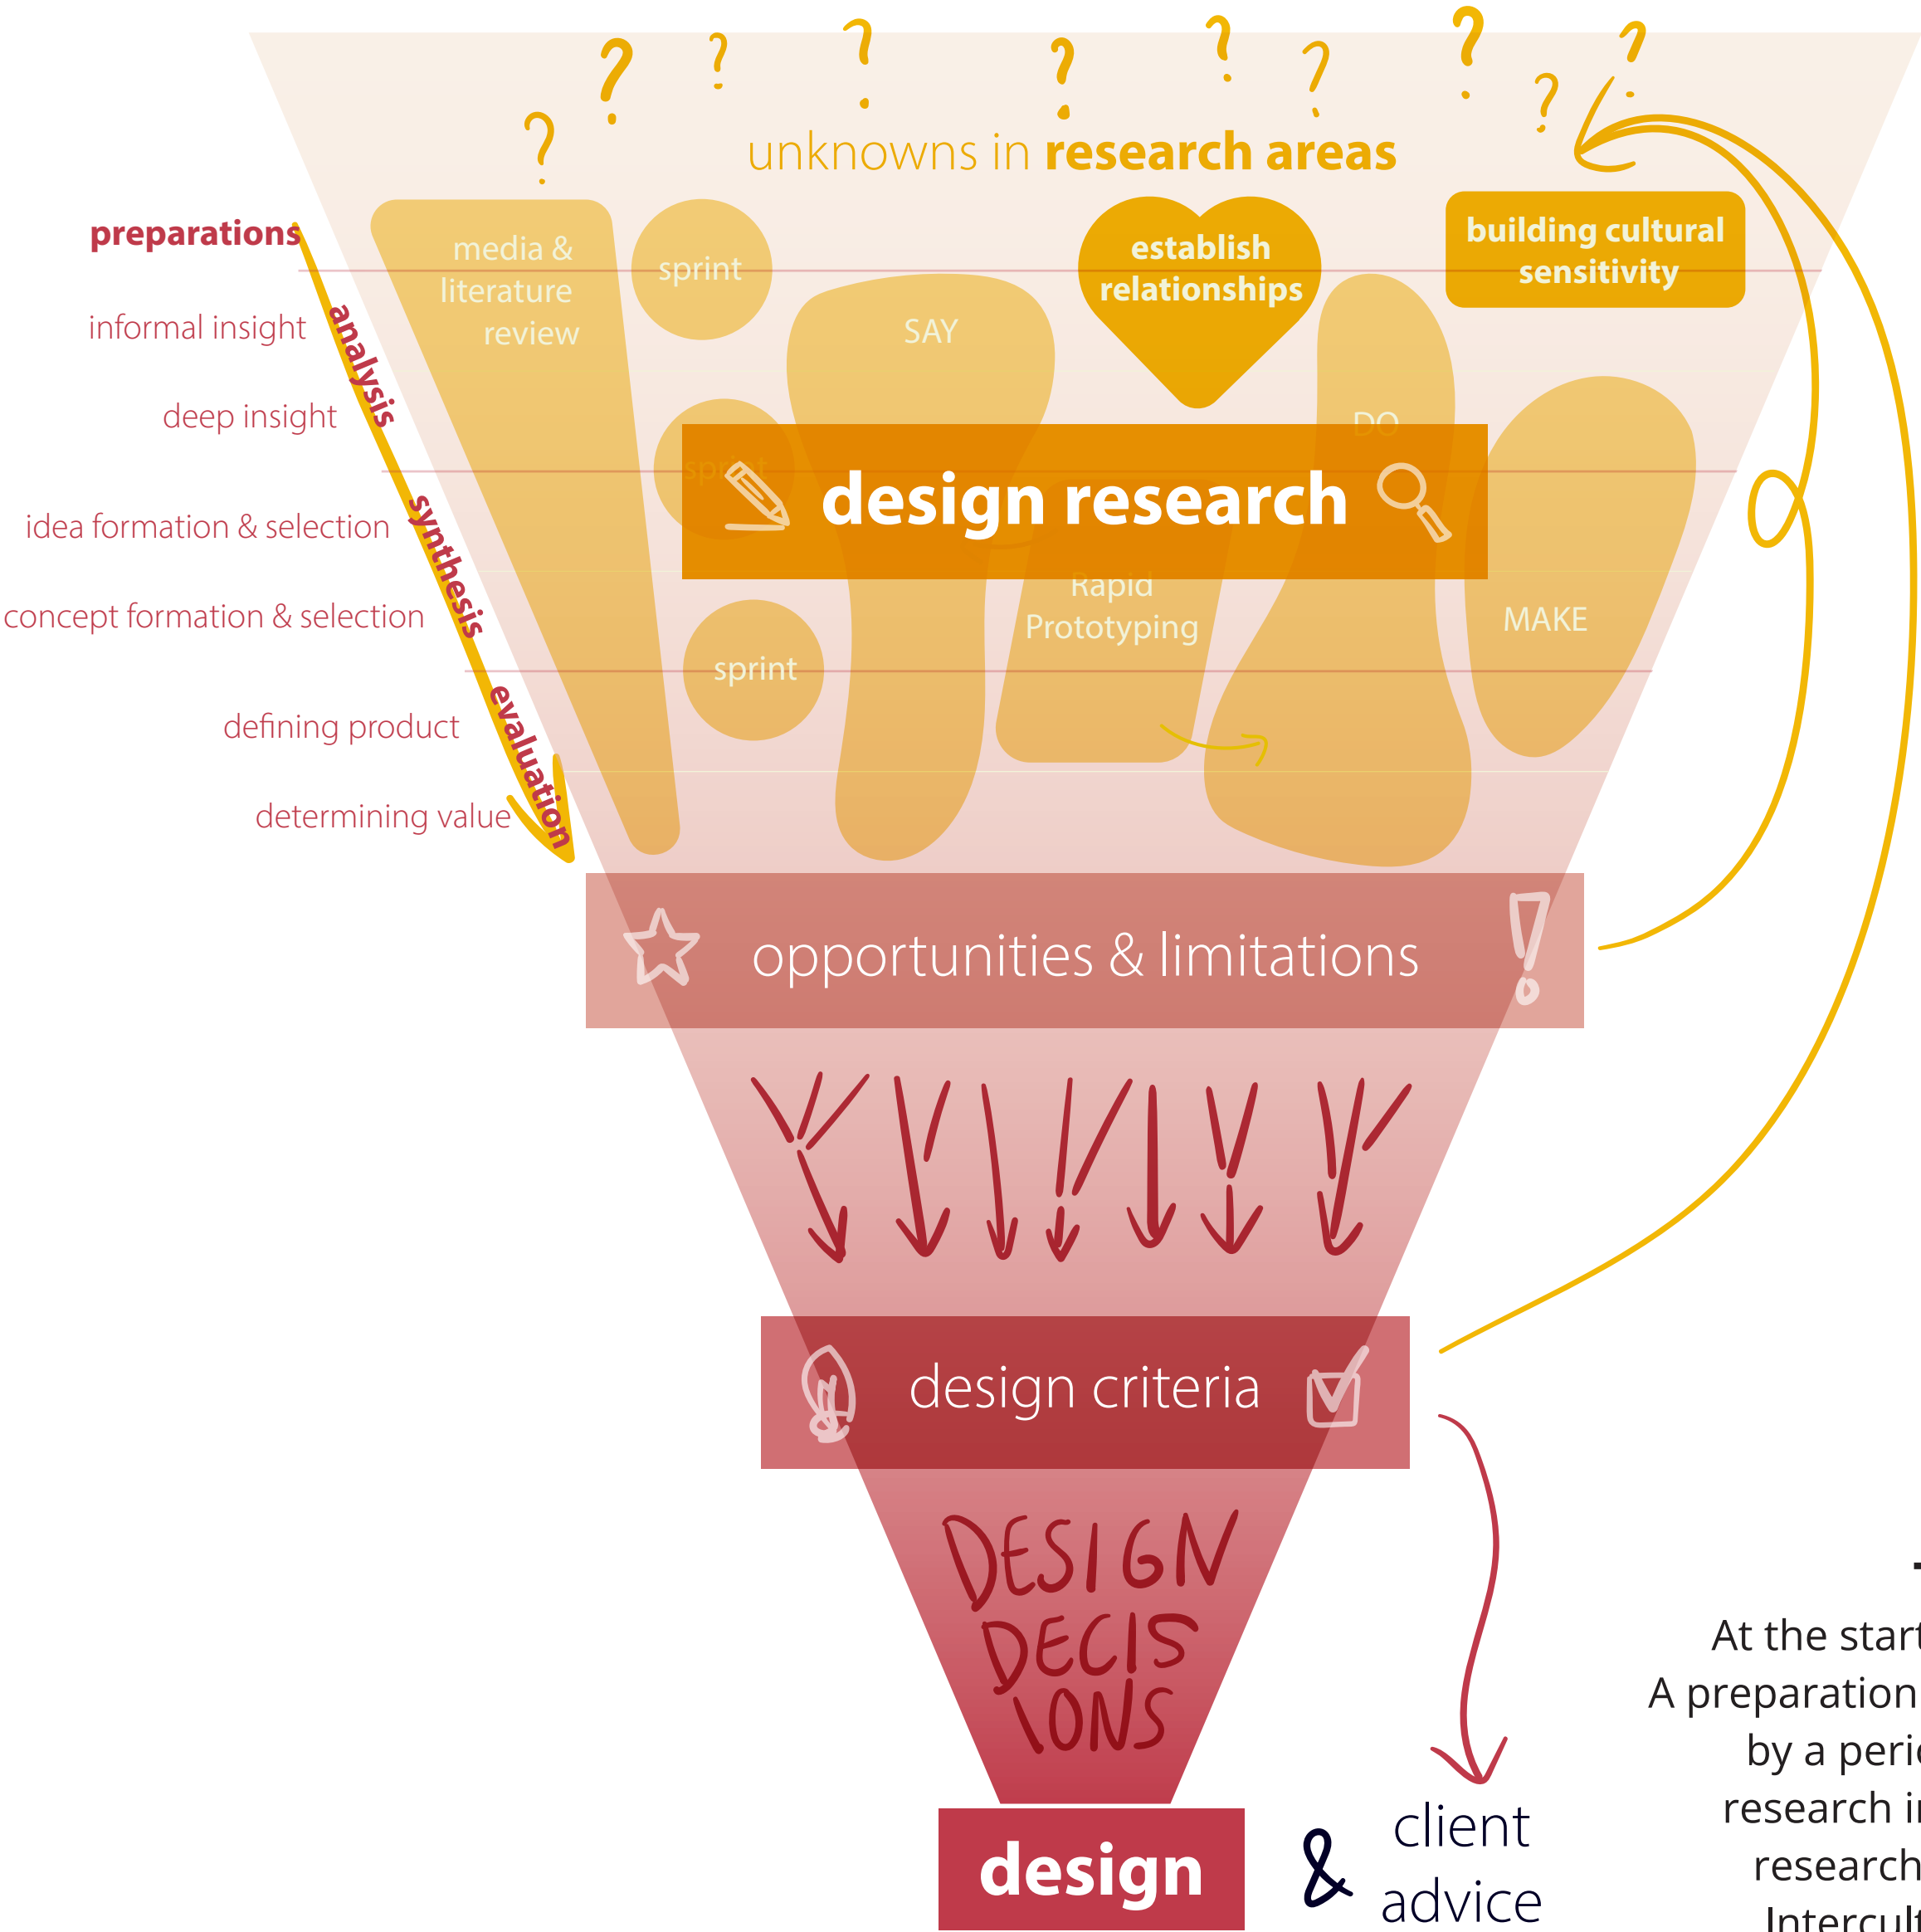 ? ? ? ? ? ? ? ? ? ?
unknowns in research areas
preparations
analysis
synthesis
evaluation
informal insight
deep insight
idea formation & selection
concept formation & selection
defining product
determining value
media &
literature
review
sprint
sprint
sprint
SAY
establish
relationships
building cultural
sensitivity
DO
design research
Rapid
Prototyping
MAKE
opportunities & limitations
!
design criteria
DESIGN
DECIS
IONS
design
&
client
advice
At the start
A preparation
by a peri
research i
research
Intercul